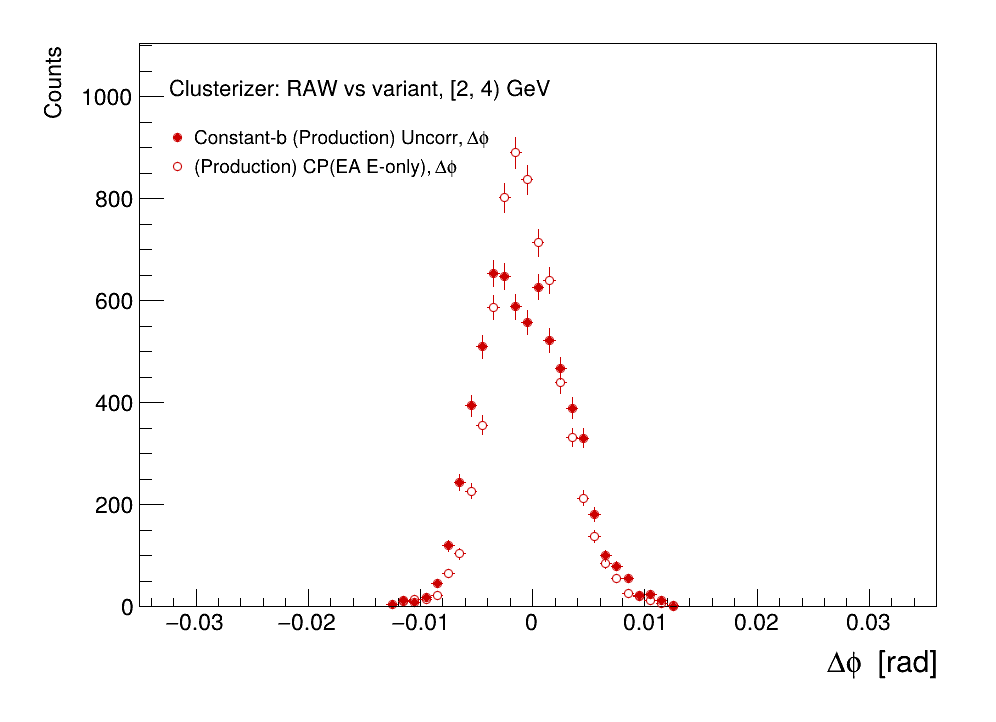 Counts
Clusterizer: RAW vs variant, [2, 4) GeV
Constant-b (Production) Uncorr, Δϕ
(Production) CP(EA E-only), Δϕ
1000
800
600
400
200
0
−0.03 −0.02 −0.01 0 0.01 0.02 0.03
Δϕ [rad]